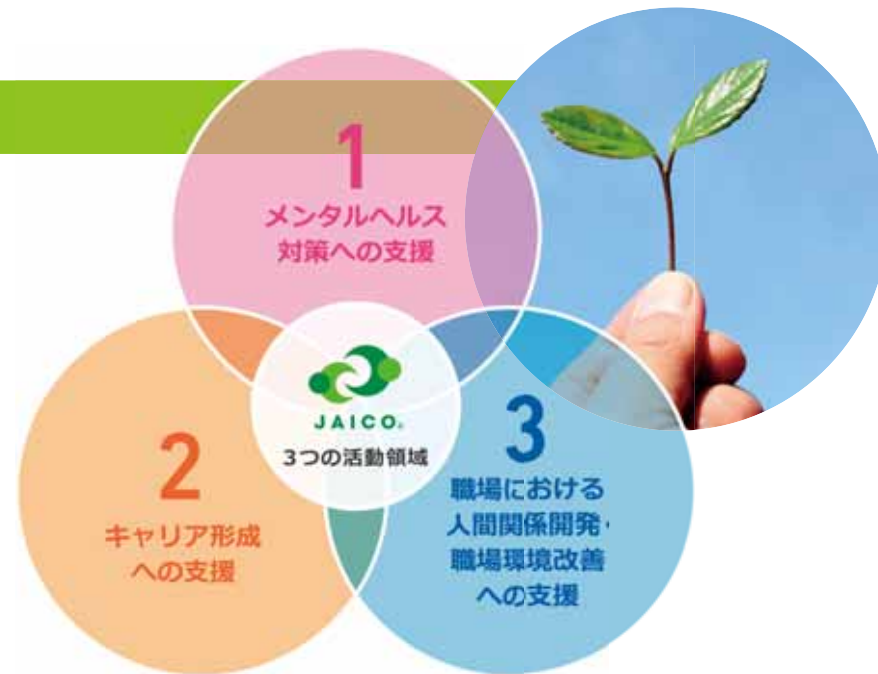 1
メンタルヘルス
対策への支援
JAICO®
3つの活動領域
2
キャリア形成
への支援
3
職場における
人間関係開発・
職場環境改善
への支援